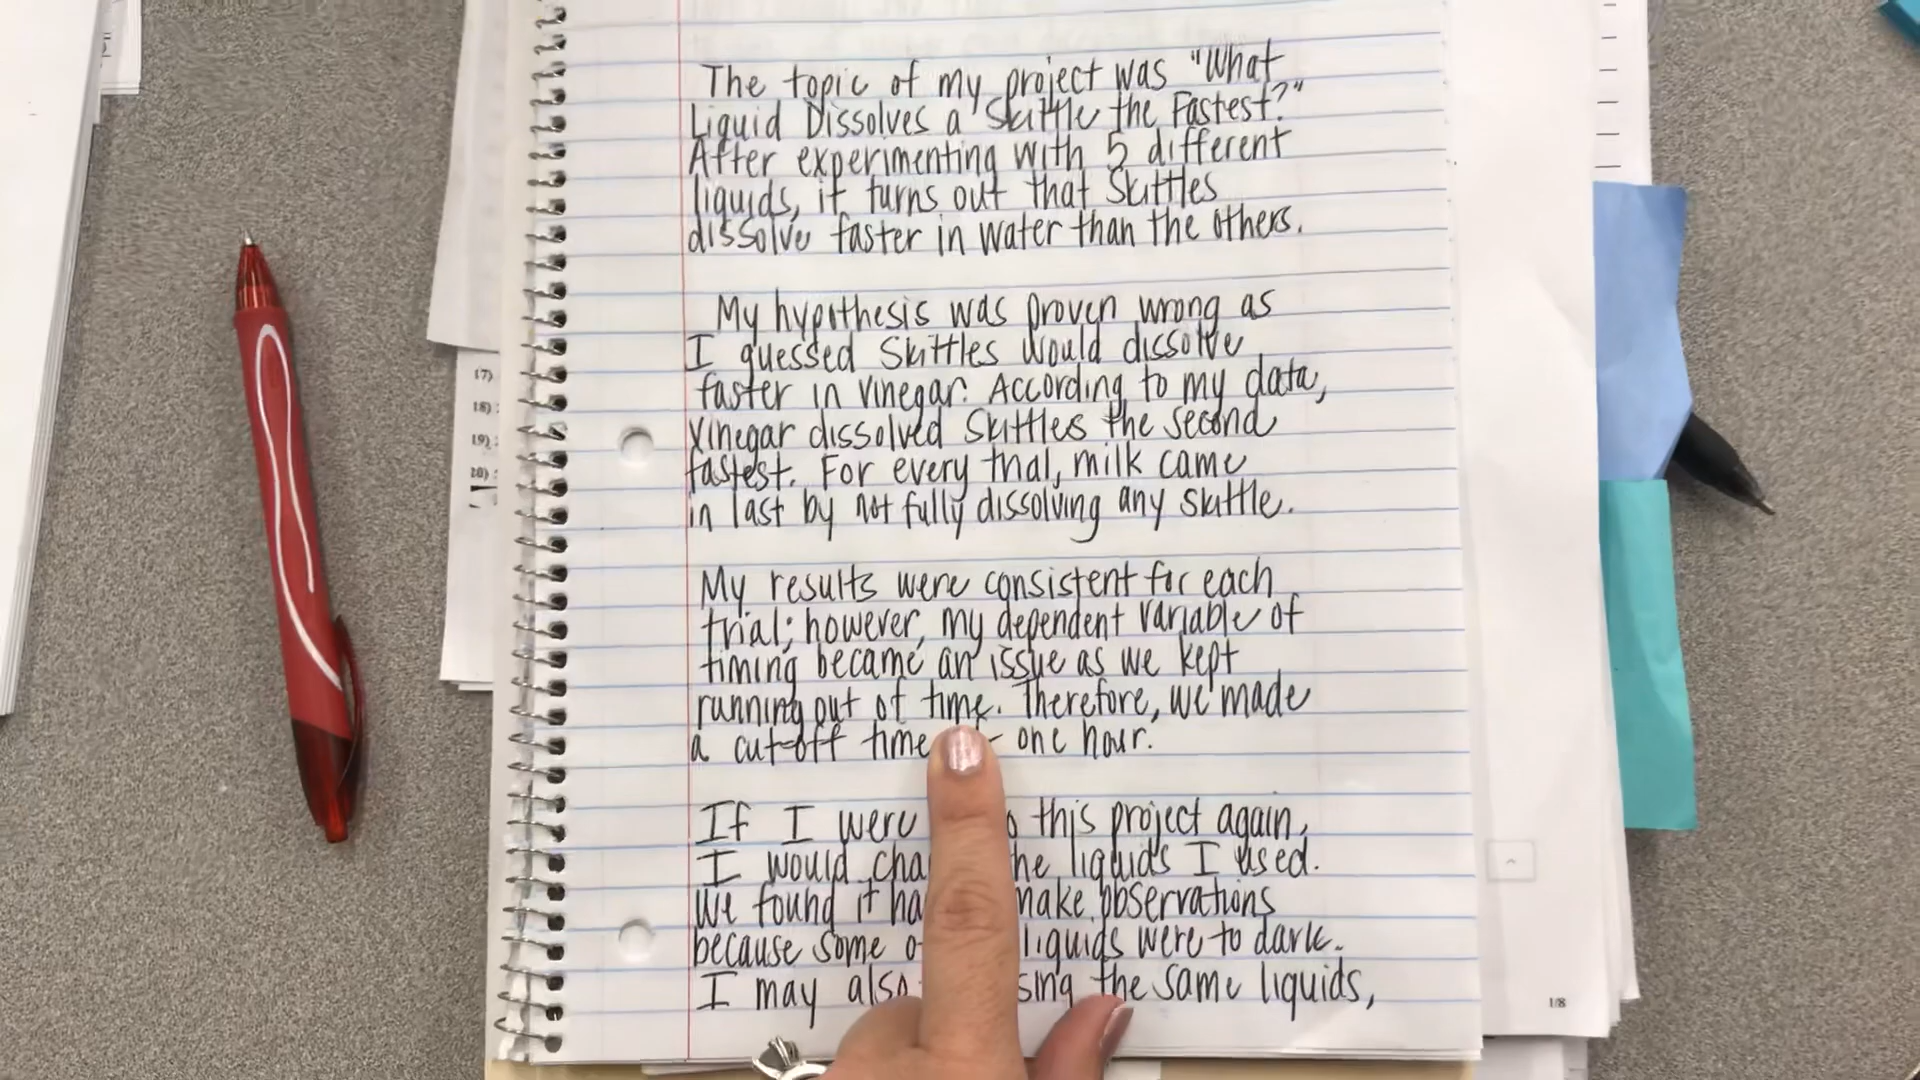 The topic of my project was "What
Liquid Dissolves a Skittle the Fastest?"
After experimenting with 5 different
liquids, it turns out that Skittles
dissolve faster in water than the others.
My hypothesis was proven wrong as
I guessed Skittles would dissolve
faster in vinegar. According to my data,
vinegar dissolved Skittles the second
fastest. For every trial, milk came
in last by not fully dissolving any skittle.
My results were consistent for each
trial; however, my dependent variable of
timing became an issue as we kept
running out of time. Therefore, we made
a cut-off time - one hour.
If I were this project again,
I would the liquids I used.
We found it make observations
because some liquids were to dark.
I may also the same liquids,
17)
18)
19)
20)
1/8